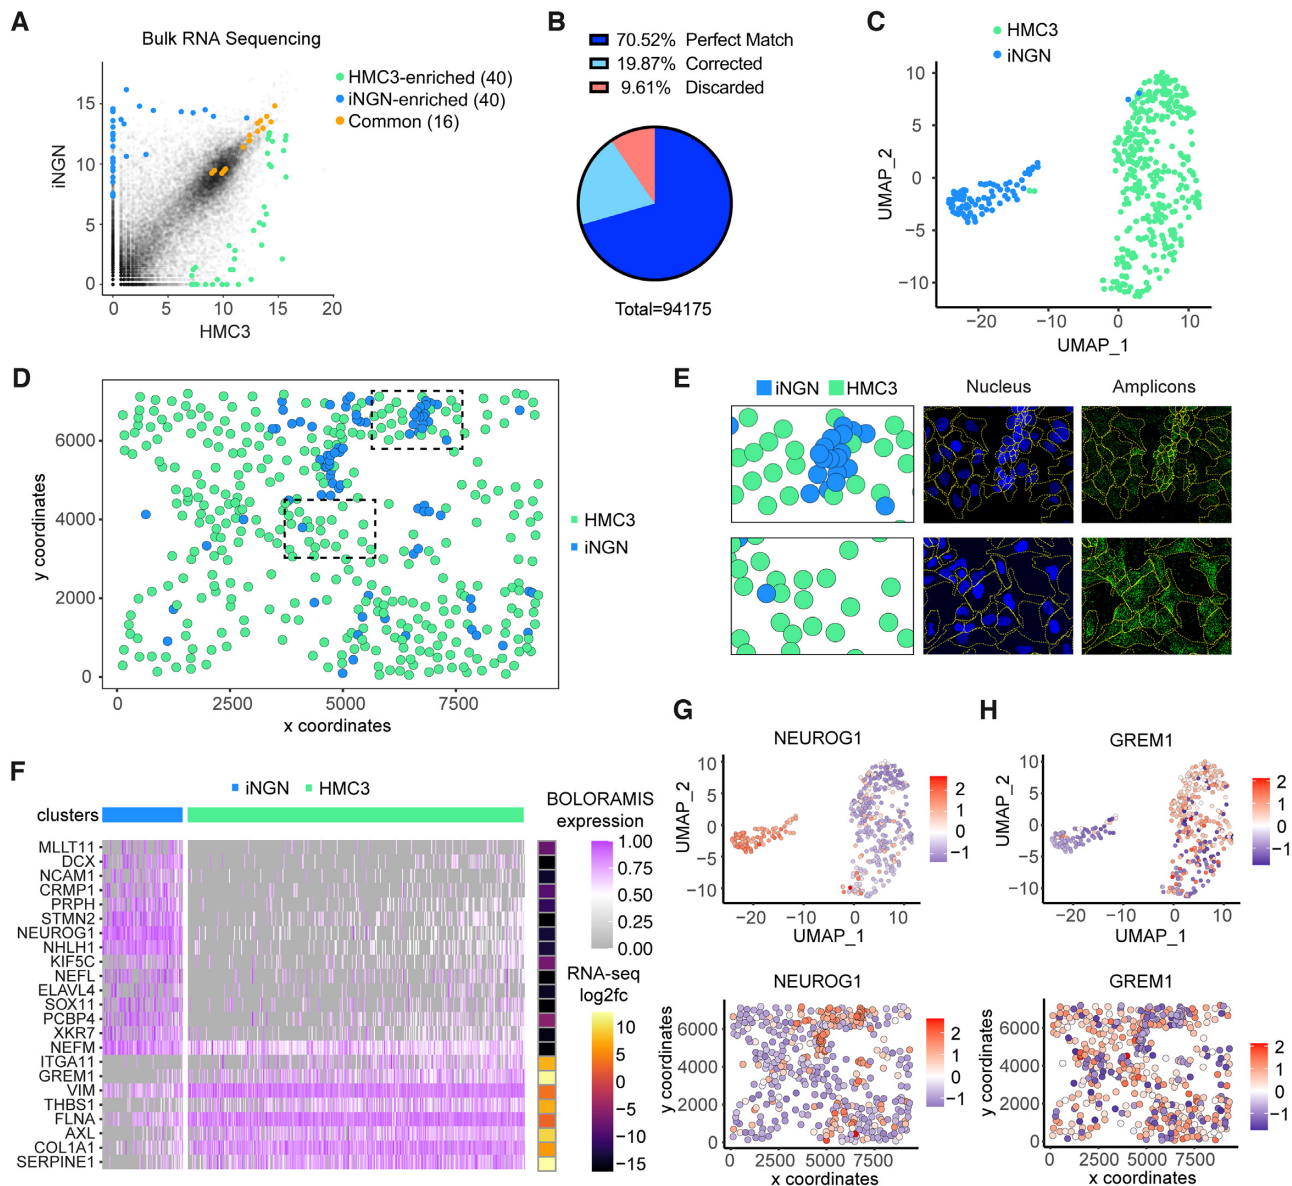 A
Bulk RNA Sequencing
HMC3-enriched (40)
iNGN-enriched (40)
Common (16)
iNGN
15
10
5
0
0
5
10
15
20
HMC3
B
70.52% Perfect Match
19.87% Corrected
9.61% Discarded
Total=94175
C
HMC3
iNGN
UMAP_2
10
5
0
−5
−10
−20
−10
0
10
UMAP_1
D
y coordinates
6000
4000
2000
0
0
2500
5000
7500
x coordinates
HMC3
iNGN
E
iNGN
HMC3
Nucleus
Amplicons
F
iNGN
HMC3
clusters
MLLT11
DCX
NCAM1
CRMP1
PRPH
STMN2
NEUROG1
NHLH1
KIF5C
NEFL
ELAVL4
SOX11
PCBP4
XKR7
NEFM
ITGA11
GREM1
VIM
THBS1
FLNA
AXL
COL1A1
SERPINE1
BOLORAMIS
expression
1.00
0.75
0.50
0.25
0.00
RNA-seq
log2fc
10
5
0
−5
−10
−15
G
NEUROG1
UMAP_2
10
5
0
−5
−10
−20
−10
0
10
UMAP_1
2
1
0
−1
NEUROG1
y coordinates
6000
4000
2000
0
0
2500
5000
7500
x coordinates
2
1
0
−1
H
GREM1
UMAP_2
10
5
0
−5
−10
−20
−10
0
10
UMAP_1
2
1
0
−1
GREM1
y coordinates
6000
4000
2000
0
0
2500
5000
7500
x coordinates
2
1
0
−1